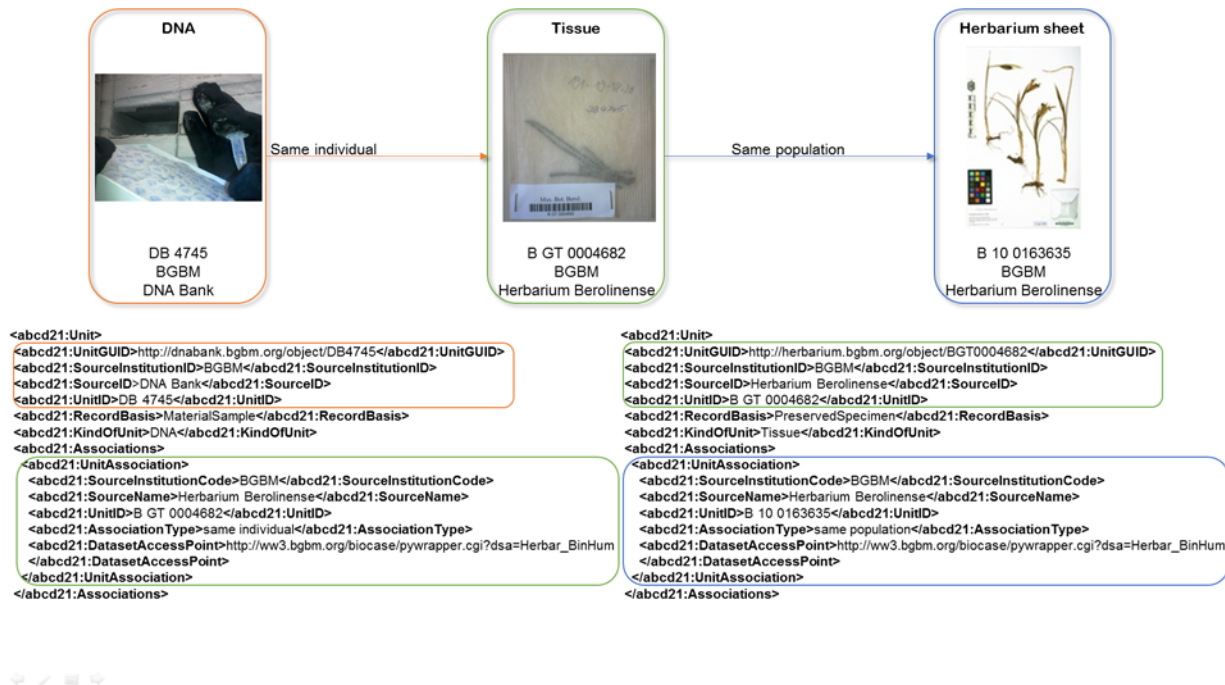 DNA
Tissue
Herbarium sheet
Same individual
Same population
Mus. Bot. Berol.
DB 4745
BGBM
DNA Bank
B GT 0004682
BGBM
Herbarium Berolinense
B 10 0163635
BGBM
Herbarium Berolinense
<abcd21:Unit>
<abcd21:UnitGUID>http://dnabank.bgbm.org/object/DB4745</abcd21:UnitGUID>
<abcd21:SourceInstitutionID>BGBM</abcd21:SourceInstitutionID>
<abcd21:SourceID>DNA Bank</abcd21:SourceID>
<abcd21:UnitID>DB 4745</abcd21:UnitID>
<abcd21:RecordBasis>MaterialSample</abcd21:RecordBasis>
<abcd21:KindOfUnit>DNA</abcd21:KindOfUnit>
<abcd21:Associations>
<abcd21:UnitAssociation>
<abcd21:SourceInstitutionCode>BGBM</abcd21:SourceInstitutionCode>
<abcd21:SourceName>Herbarium Berolinense</abcd21:SourceName>
<abcd21:UnitID>B GT 0004682</abcd21:UnitID>
<abcd21:AssociationType>same individual</abcd21:AssociationType>
<abcd21:DatasetAccessPoint>http://ww3.bgbm.org/biocase/pywrapper.cgi?dsa=Herbar_BinHum
</abcd21:DatasetAccessPoint>
</abcd21:UnitAssociation>
</abcd21:Associations>
<abcd21:Unit>
<abcd21:UnitGUID>http://herbarium.bgbm.org/object/BGT0004682</abcd21:UnitGUID>
<abcd21:SourceInstitutionID>BGBM</abcd21:SourceInstitutionID>
<abcd21:SourceID>Herbarium Berolinense</abcd21:SourceID>
<abcd21:UnitID>B GT 0004682</abcd21:UnitID>
<abcd21:RecordBasis>PreservedSpecimen</abcd21:RecordBasis>
<abcd21:KindOfUnit>Tissue</abcd21:KindOfUnit>
<abcd21:Associations>
<abcd21:UnitAssociation>
<abcd21:SourceInstitutionCode>BGBM</abcd21:SourceInstitutionCode>
<abcd21:SourceName>Herbarium Berolinense</abcd21:SourceName>
<abcd21:UnitID>B 10 0163635</abcd21:UnitID>
<abcd21:AssociationType>same population</abcd21:AssociationType>
<abcd21:DatasetAccessPoint>http://ww3.bgbm.org/biocase/pywrapper.cgi?dsa=Herbar_BinHum
</abcd21:DatasetAccessPoint>
</abcd21:UnitAssociation>
</abcd21:Associations>